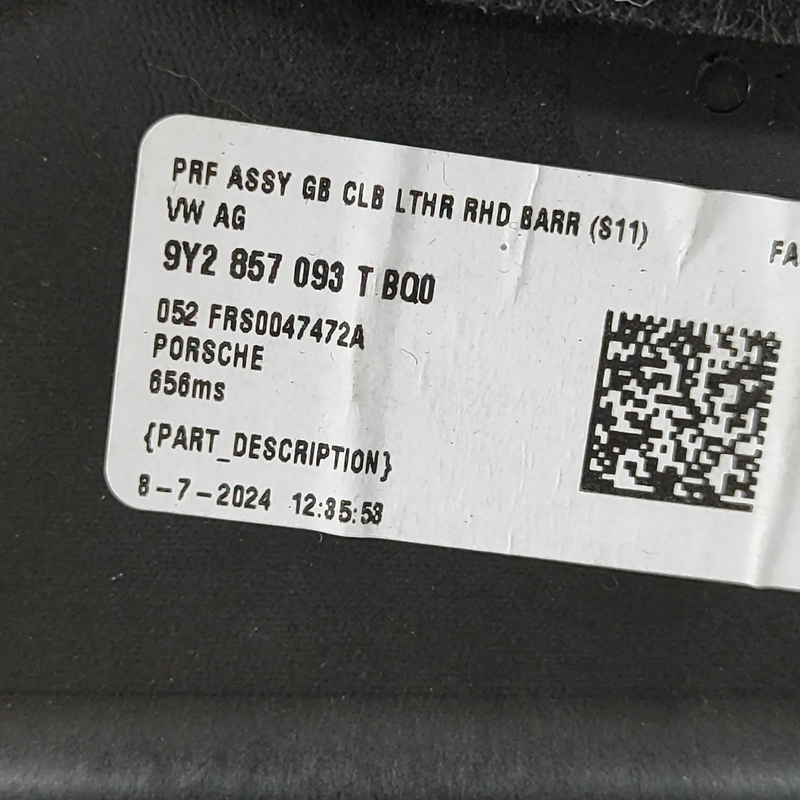 PRF ASSY GB CLB LTHR RHD BARR (S11)
VW AG
FA
9Y2 857 093 T BQ0
052 FRS0047472A
PORSCHE
656ms
{PART_DESCRIPTION}
8-7-2024 12:35:53